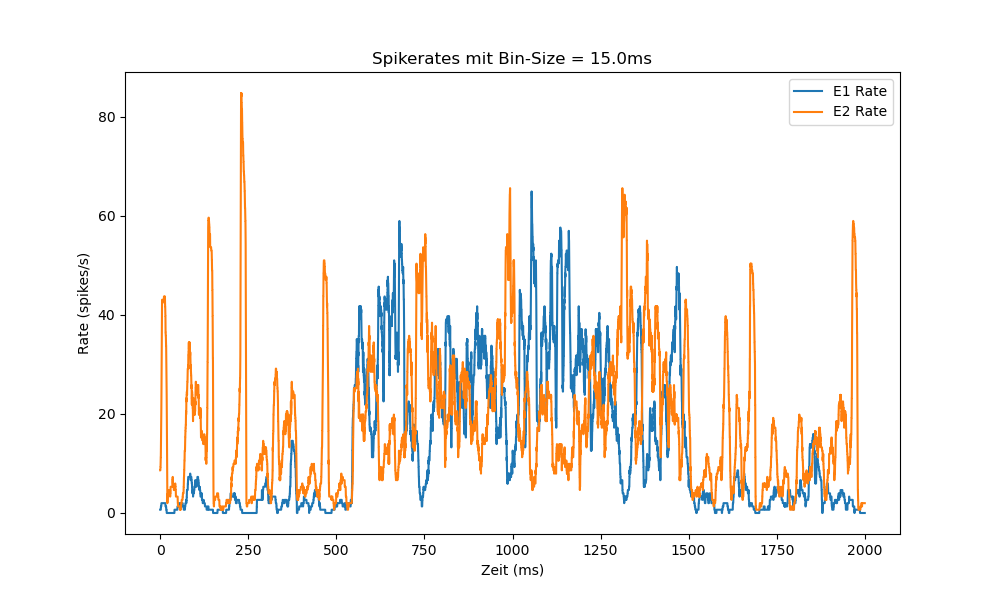 Spikerates mit Bin-Size = 15.0ms
E1 Rate
E2 Rate
80
60
40
20
0
Rate (spikes/s)
0 250 500 750 1000 1250 1500 1750 2000
Zeit (ms)